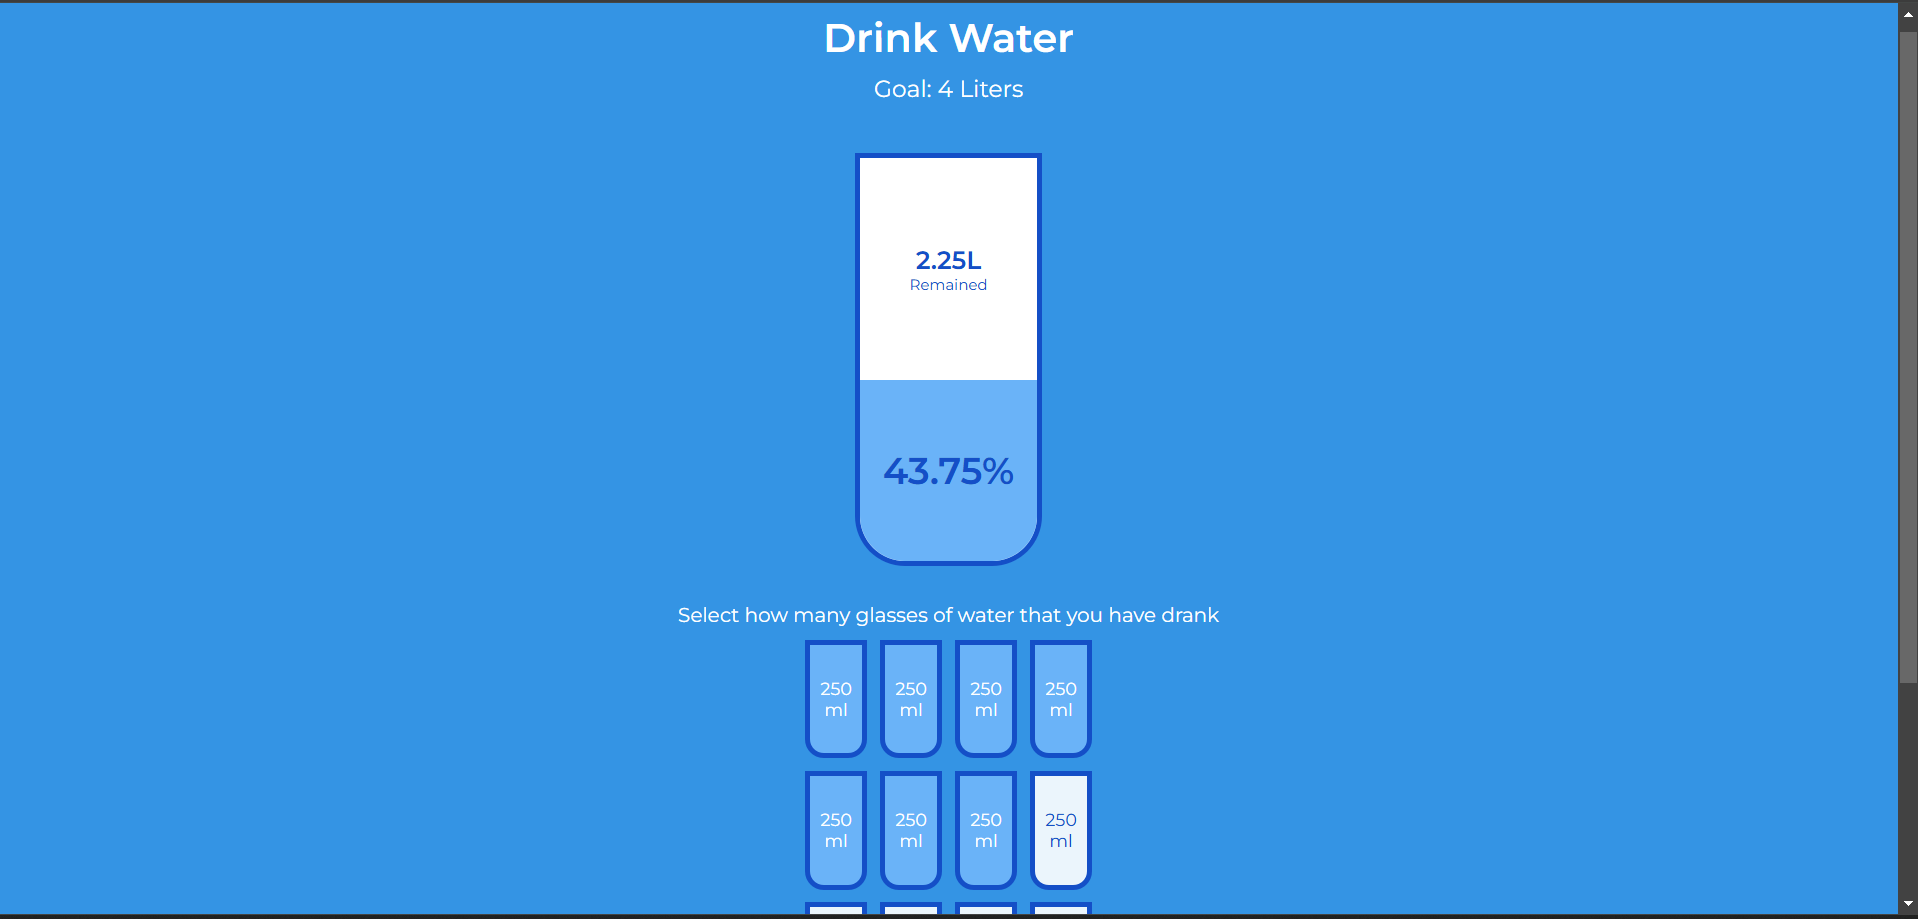 Drink Water
Goal: 4 Liters
2.25L
Remained
43.75%
Select how many glasses of water that you have drank
250 250 250 250
ml ml ml ml
250 250 250 250
ml ml ml ml